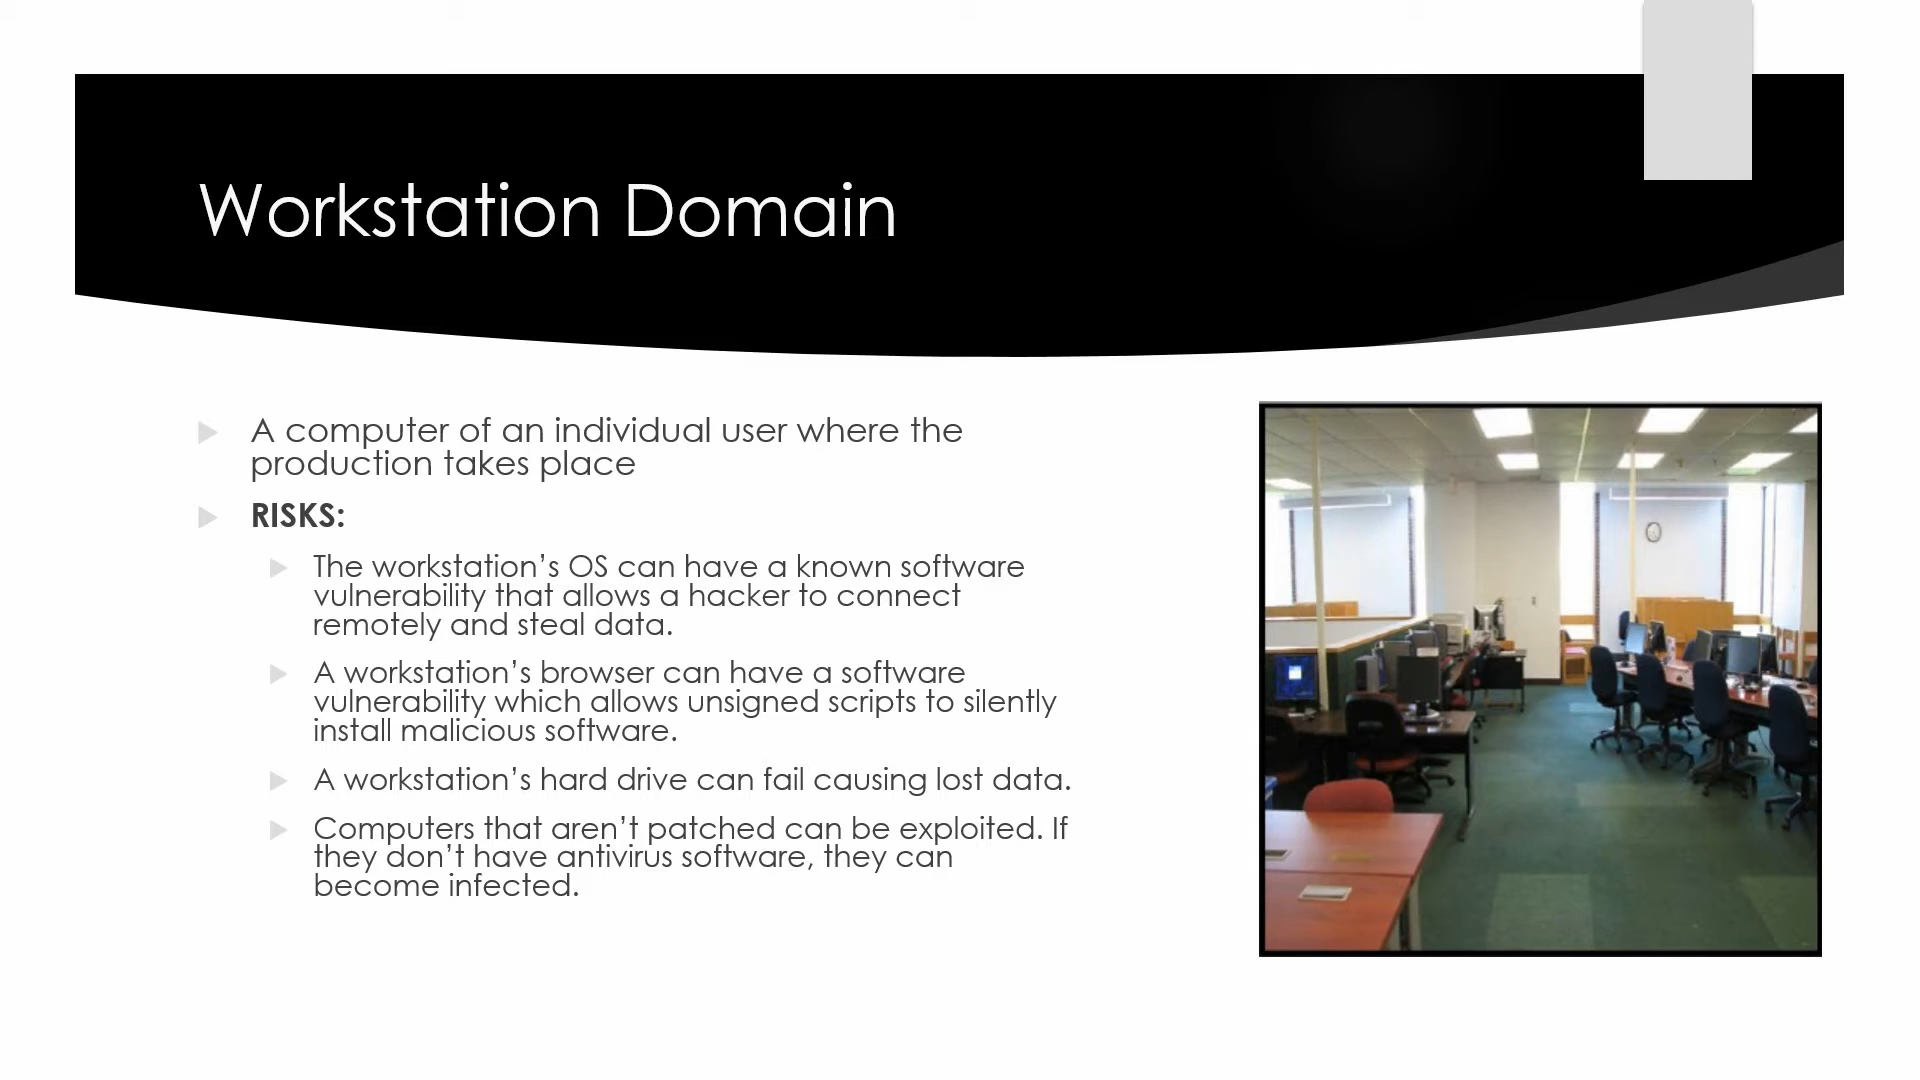 Workstation Domain
A computer of an individual user where the
production takes place
RISKS:
The workstation’s OS can have a known software
vulnerability that allows a hacker to connect
remotely and steal data.
A workstation’s browser can have a software
vulnerability which allows unsigned scripts to silently
install malicious software.
A workstation’s hard drive can fail causing lost data.
Computers that aren’t patched can be exploited. If
they don’t have antivirus software, they can
become infected.